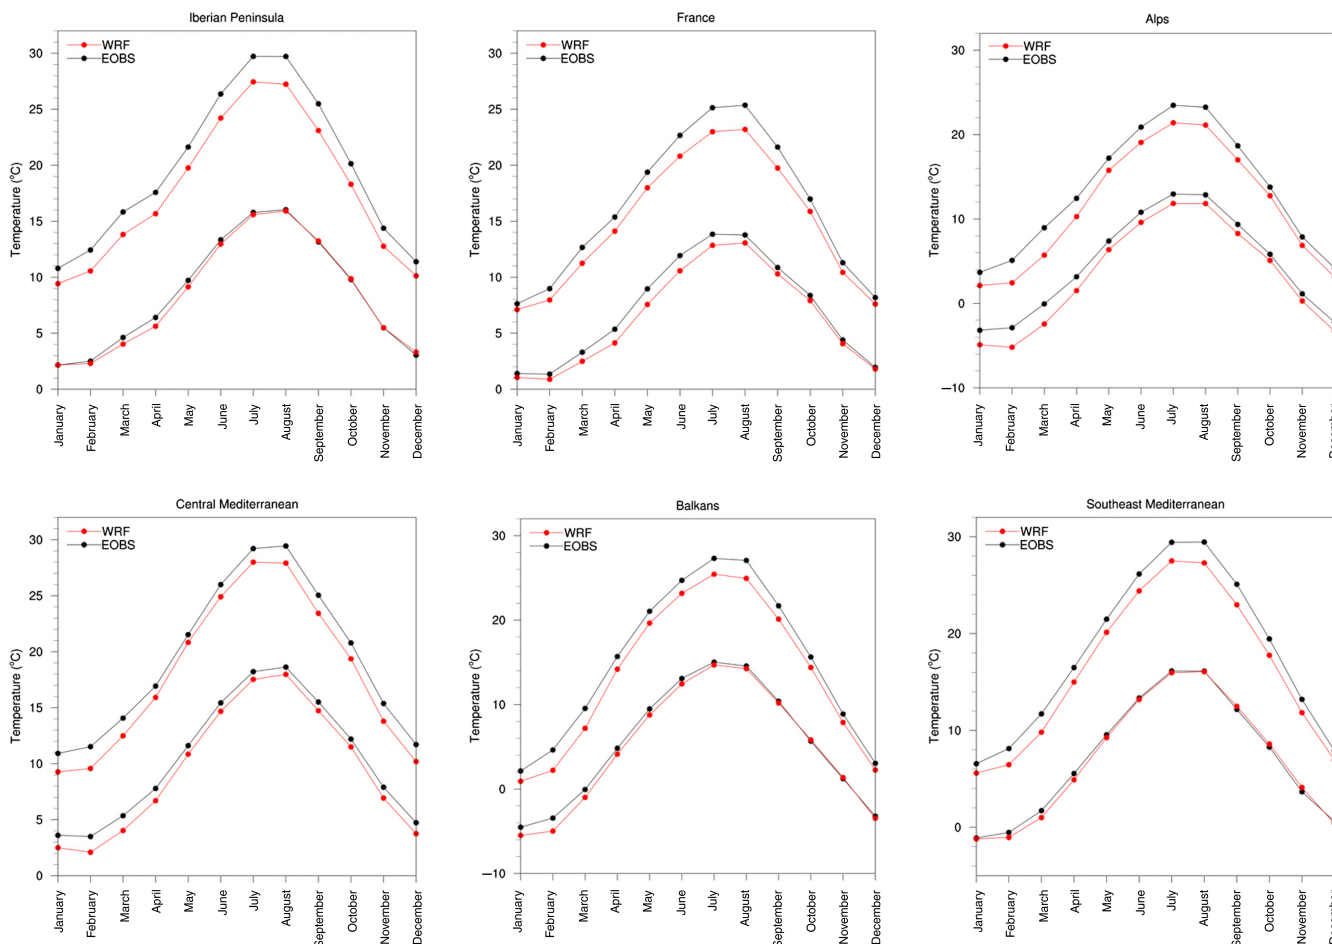 Iberian Peninsula
WRF
EOBS
Temperature (°C)
30
25
20
15
10
5
0
January
February
March
April
May
June
July
August
September
October
November
December
France
WRF
EOBS
Temperature (°C)
30
25
20
15
10
5
0
January
February
March
April
May
June
July
August
September
October
November
December
Alps
WRF
EOBS
Temperature (°C)
30
20
10
0
−10
January
February
March
April
May
June
July
August
September
October
November
Central Mediterranean
WRF
EOBS
Temperature (°C)
30
25
20
15
10
5
0
January
February
March
April
May
June
July
August
September
October
November
December
Balkans
WRF
EOBS
Temperature (°C)
30
20
10
0
−10
January
February
March
April
May
June
July
August
September
October
November
December
Southeast Mediterranean
WRF
EOBS
Temperature (°C)
30
20
10
0
January
February
March
April
May
June
July
August
September
October
November